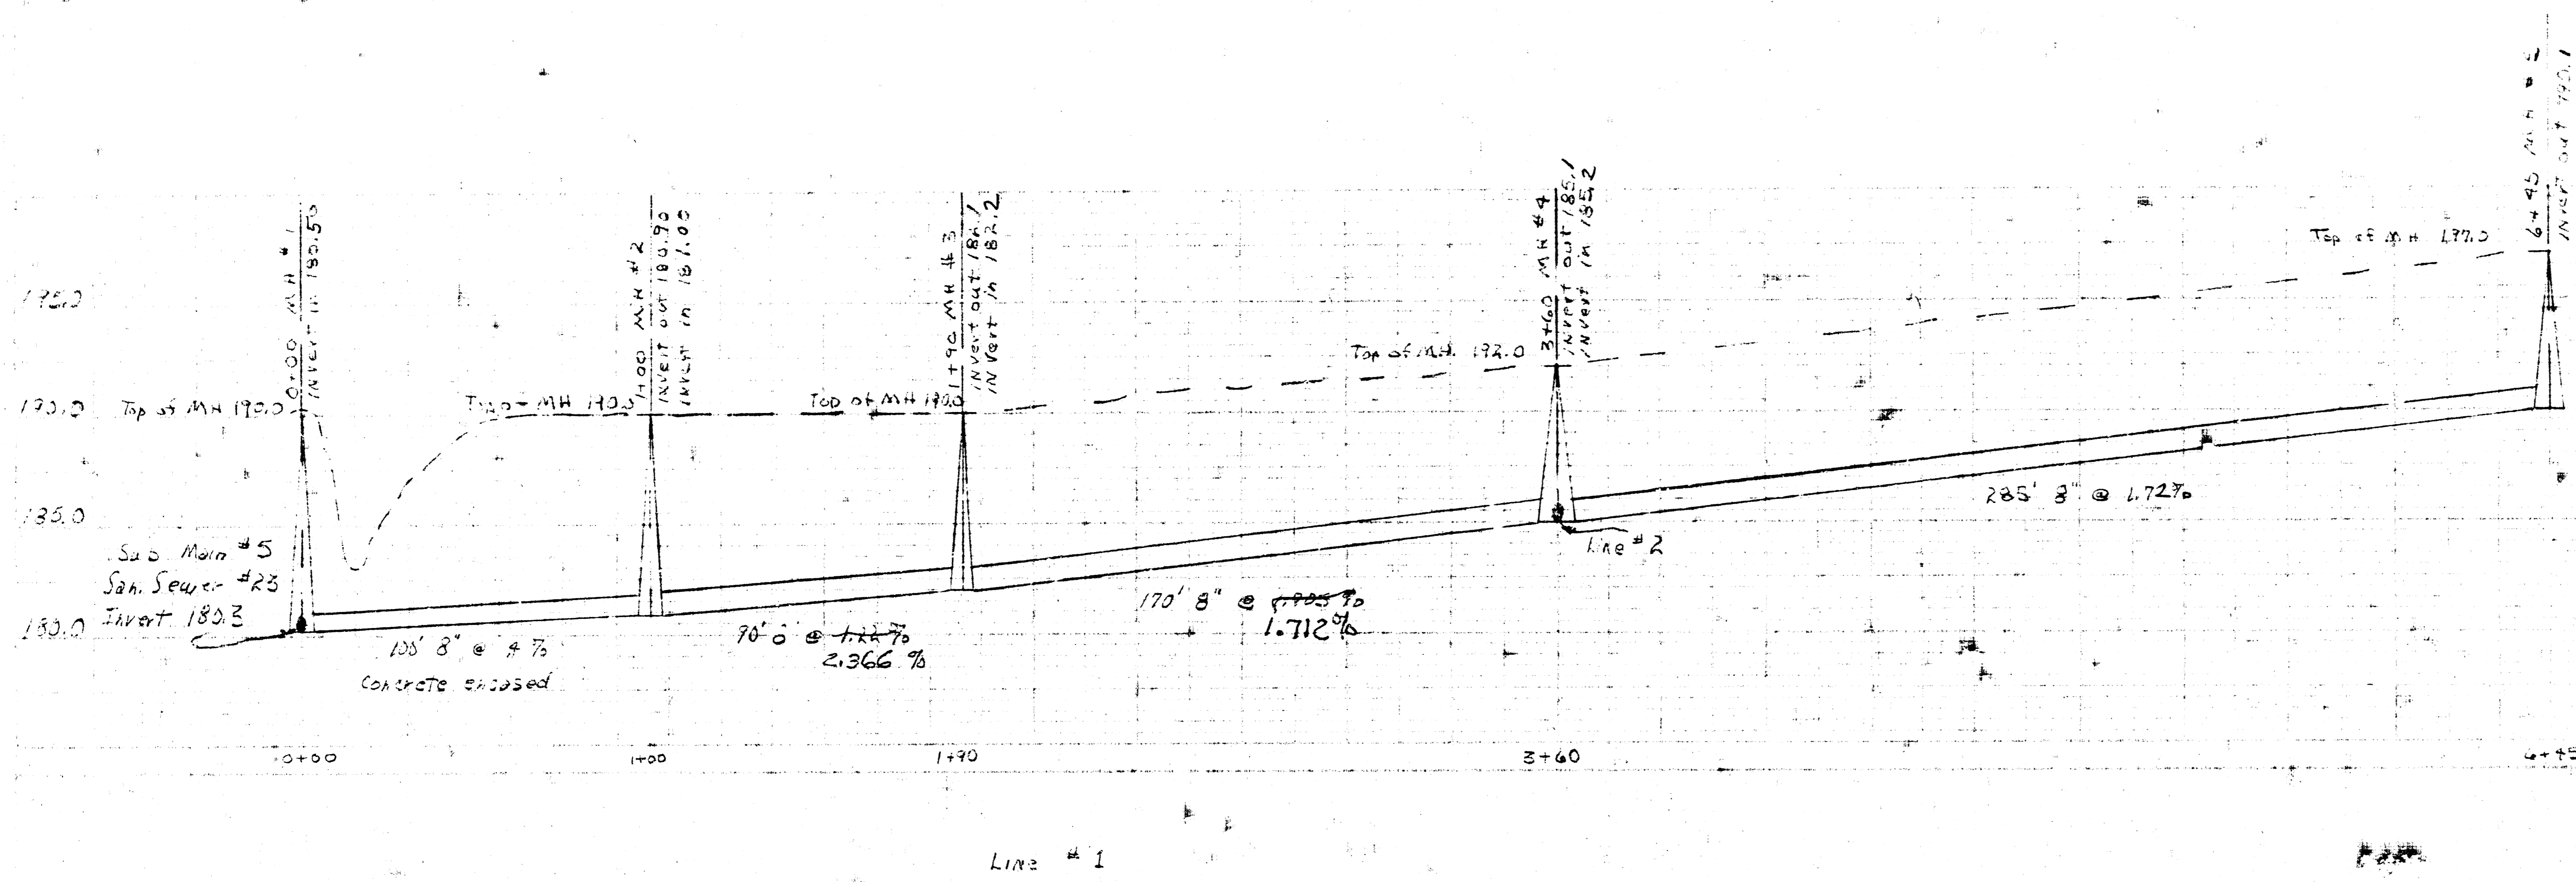 0+00 MH #1
Invert in 180.50
1+00 MH #2
Invert out 180.90
Invert in 181.00
1+90 MH #3
Invert out 182.1
Invert in 182.2
3+60 MH #4
Invert out 185.1
Invert in 185.2
6+45 MH #5
Invert out 190.1
195.0
190.0
185.0
180.0
Top of MH 190.0
Top of MH 190.0
Top of MH 190.0
Top of MH. 192.0
Top of MH 197.0
Sub Main #5
San. Sewer #23
Invert 180.3
100' 8" @ .4 %
Concrete encased
90' 8" @ 1.22 %
2.366 %
170' 8" @
1.712%
Line #2
285' 8" @ 1.72%
0+00
1+00
1+90
3+60
6+45
Line #1